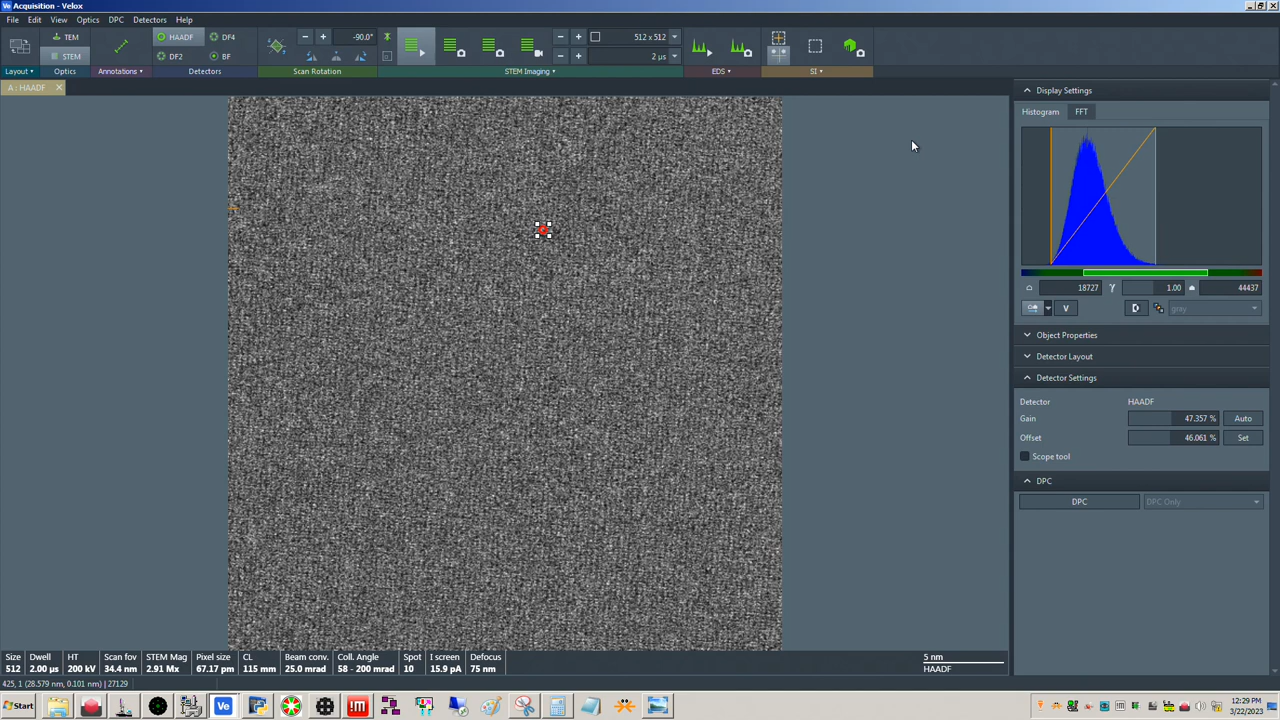 Acquisition - Velox
File Edit View Optics DPC Detectors Help
TEM HAADF DF4 -90.0° 512 x 512
STEM DF2 BF 2 µs
Layout Optics Annotations Detectors Scan Rotation STEM Imaging EDS SI
A : HAADF
Display Settings
Histogram FFT
18727 γ 1.00 44437
V gray
Object Properties
Detector Layout
Detector Settings
Detector HAADF
Gain 47.357 % Auto
Offset 46.061 % Set
Scope tool
DPC
DPC DPC Only
Size Dwell HT Scan fov STEM Mag Pixel size CL Beam conv. Coll. Angle Spot I screen Defocus 5 nm
512 2.00 µs 200 kV 34.4 nm 2.91 Mx 67.17 pm 115 mm 25.0 mrad 58 - 200 mrad 10 15.9 pA 75 nm HAADF
425, 1 (28.579 nm, 0.101 nm) | 27129
Start Ve !m 12:29 PM
3/22/2023